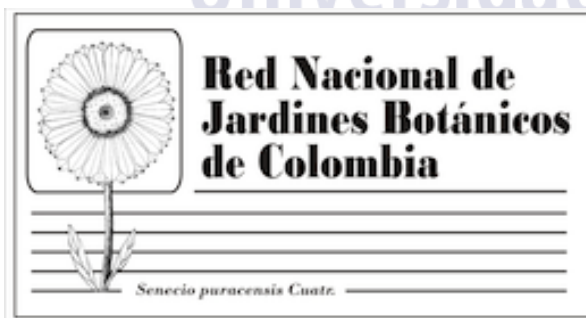 Red Nacional de
Jardines Botánicos
de Colombia
Senecio puracensis Cuatr.